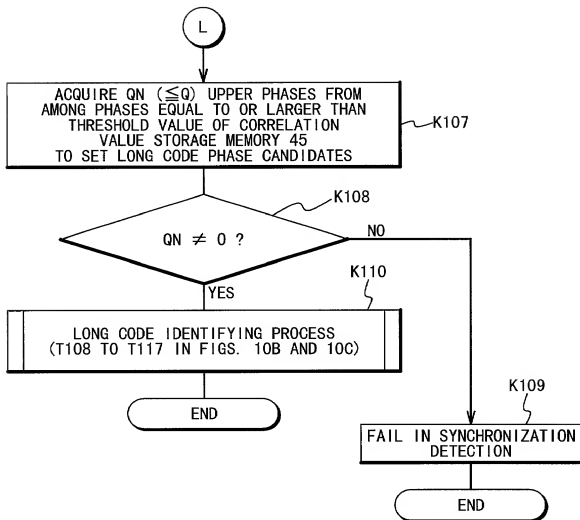 L
ACQUIRE QN (≦Q) UPPER PHASES FROM
AMONG PHASES EQUAL TO OR LARGER THAN
THRESHOLD VALUE OF CORRELATION
VALUE STORAGE MEMORY 45
TO SET LONG CODE PHASE CANDIDATES
K107
K108
QN ≠ 0 ?
NO
YES
K110
LONG CODE IDENTIFYING PROCESS
(T108 TO T117 IN FIGS. 10B AND 10C)
END
K109
FAIL IN SYNCHRONIZATION
DETECTION
END